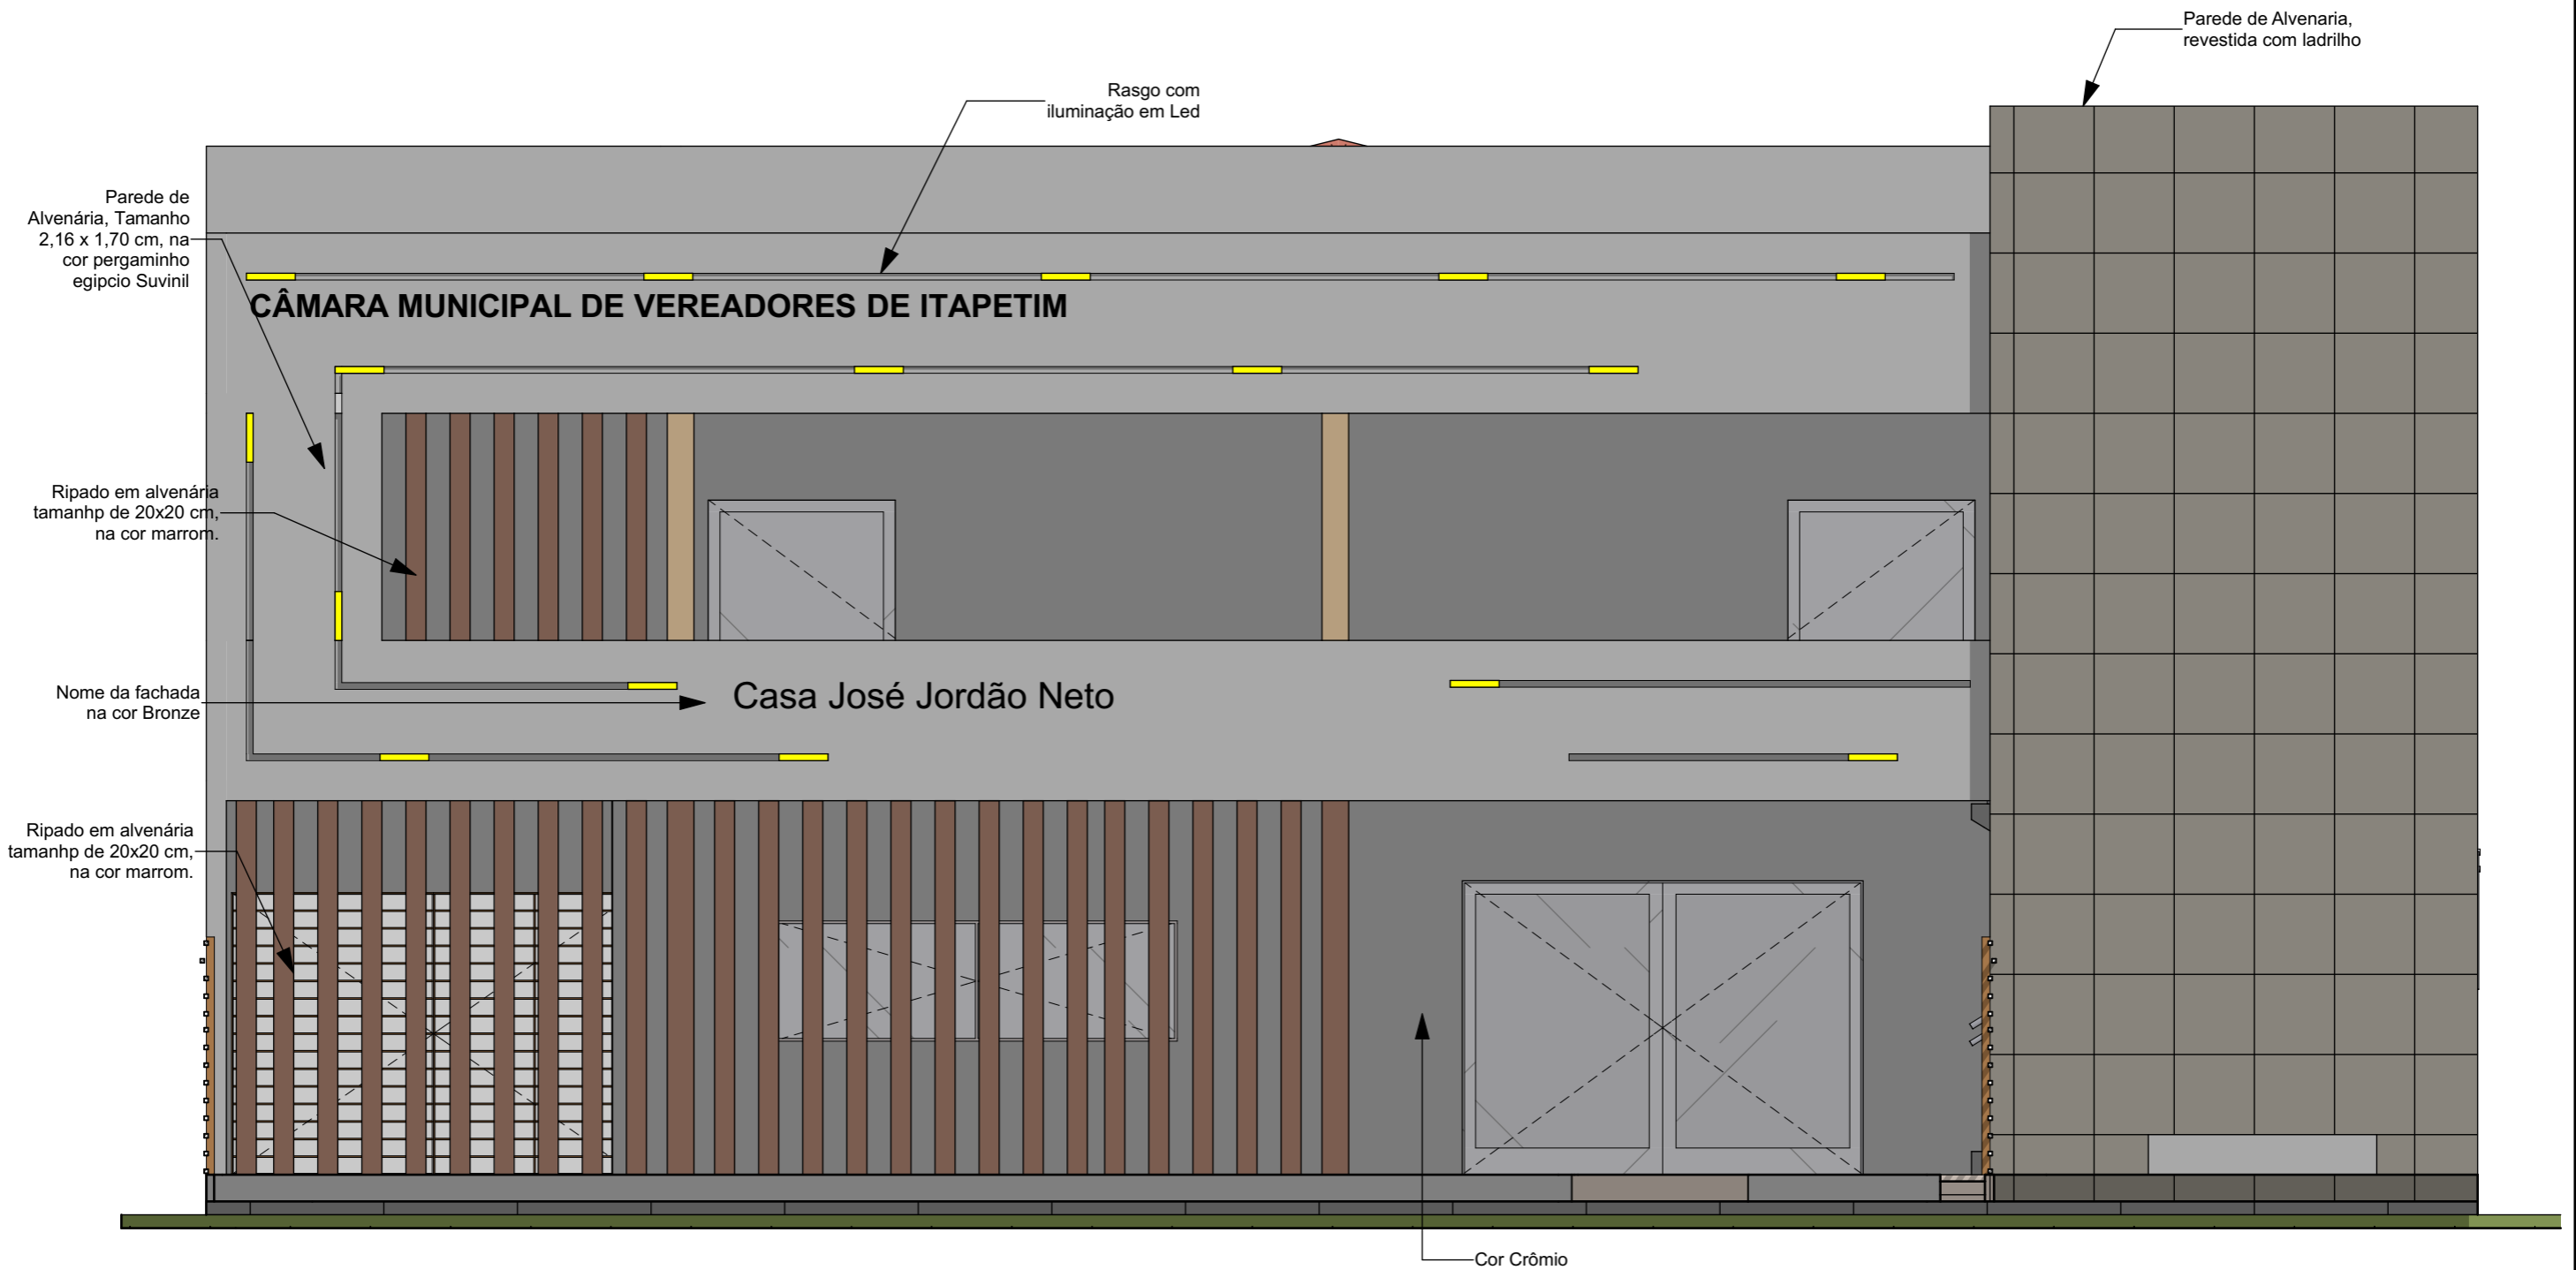 Parede de Alvenaria,
revestida com ladrilho
Rasgo com
iluminação em Led
Parede de
Alvenária, Tamanho
2,16 x 1,70 cm, na
cor pergaminho
egipcio Suvinil
CÂMARA MUNICIPAL DE VEREADORES DE ITAPETIM
Ripado em alvenária
tamanhp de 20x20 cm,
na cor marrom.
Nome da fachada
na cor Bronze
Casa José Jordão Neto
Ripado em alvenária
tamanhp de 20x20 cm,
na cor marrom.
Cor Crômio